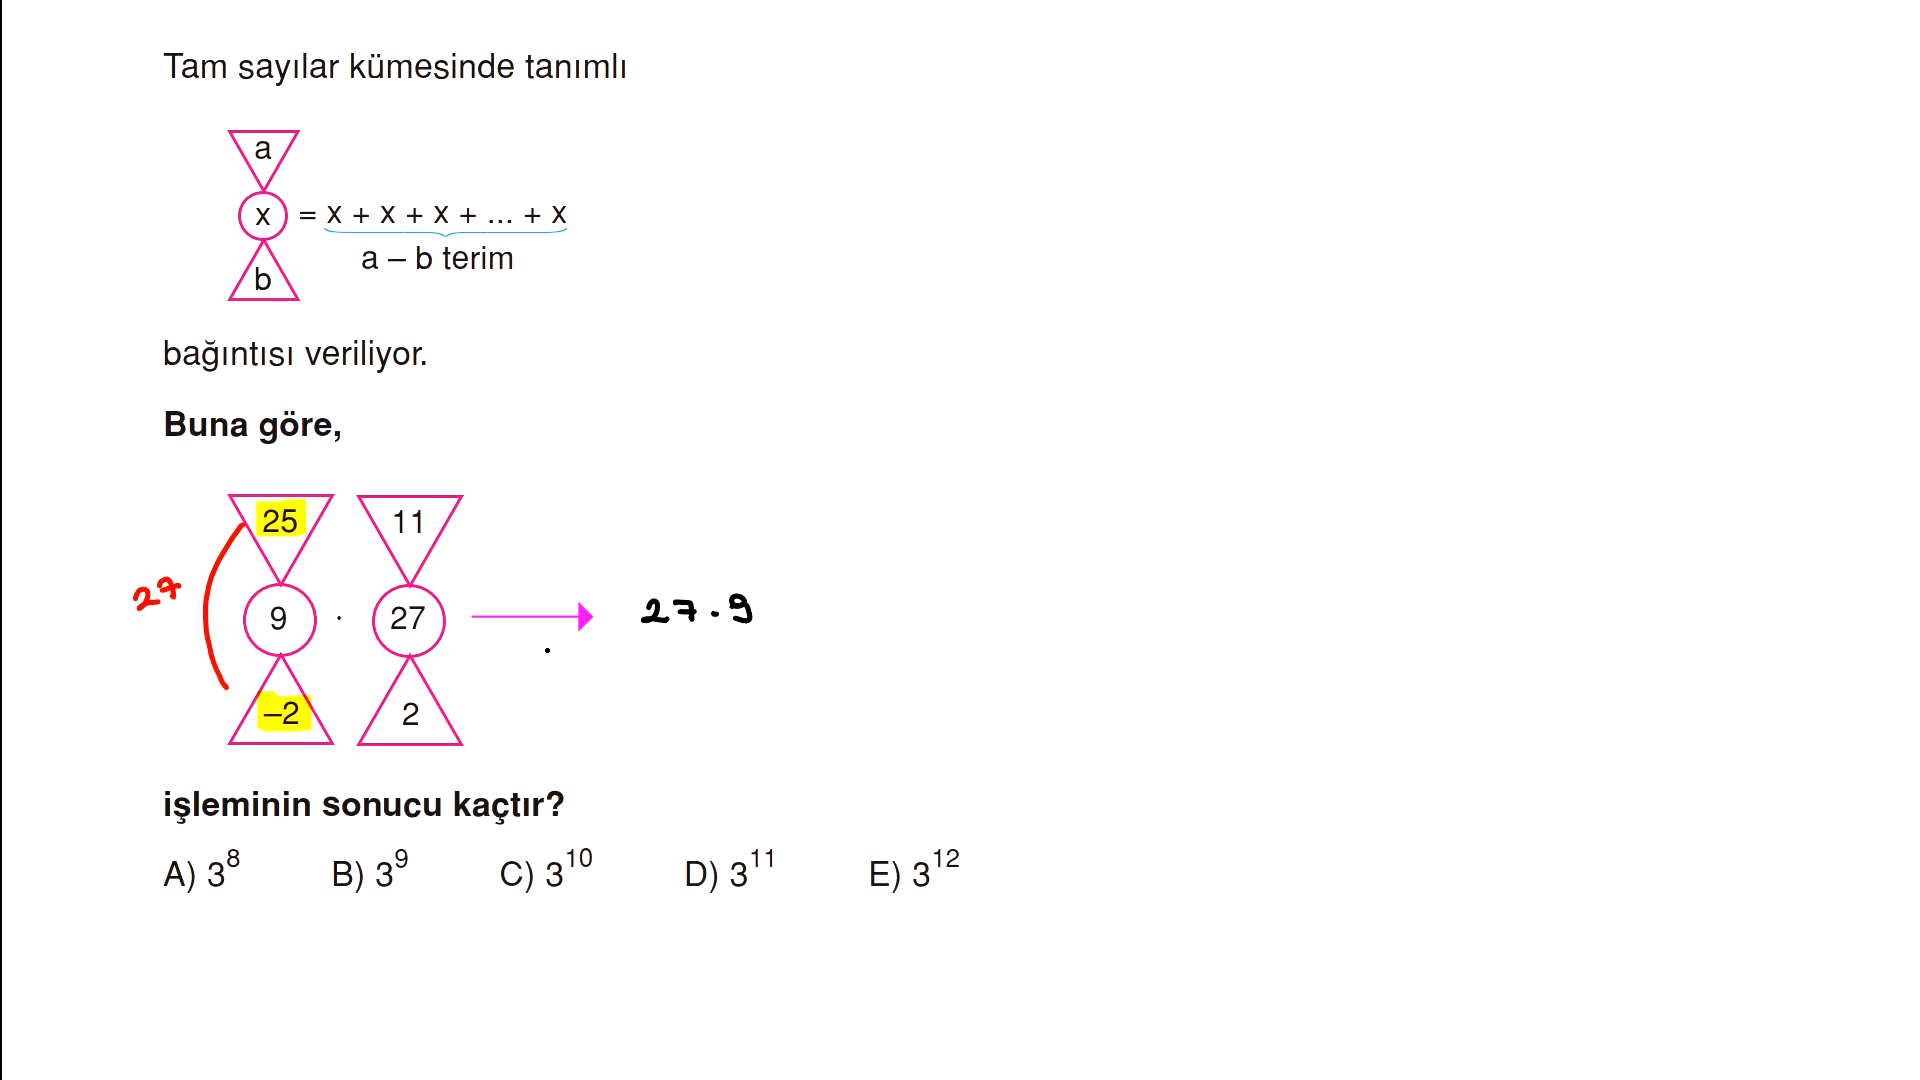 Tam sayılar kümesinde tanımlı
a
x = x + x + x + ... + x
a – b terim
b
bağıntısı veriliyor.
Buna göre,
25 11
27 9 . 27 27 . 9
–2 2
işleminin sonucu kaçtır?
A) 3^8 B) 3^9 C) 3^10 D) 3^11 E) 3^12